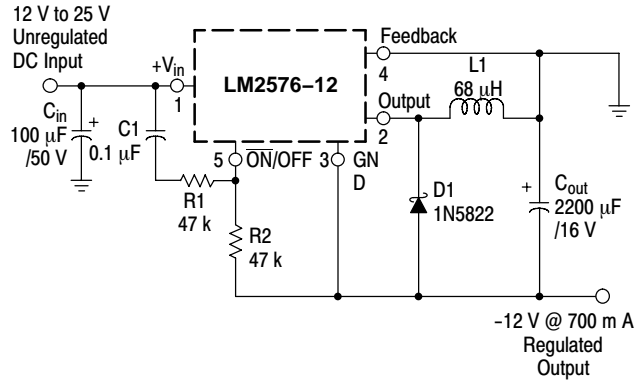 12 V to 25 V
Unregulated
DC Input
+Vin
1
LM2576–12
Feedback
4
Output
2
L1
68 μH
Cin
100 μF
/50 V
+
C1
0.1 μF
5
ON/OFF
3
GN
D
R1
47 k
R2
47 k
D1
1N5822
+
Cout
2200 μF
/16 V
–12 V @ 700 m A
Regulated
Output